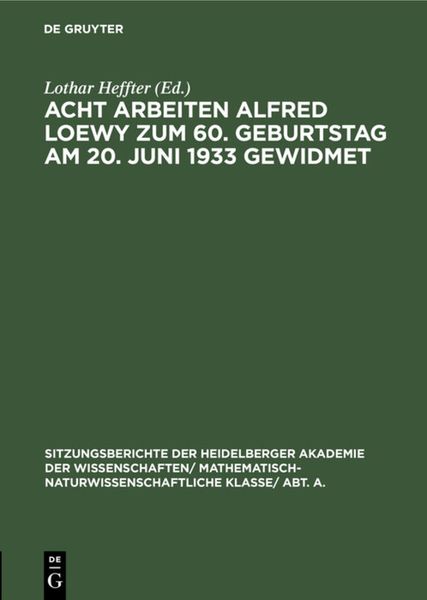 DE GRUYTER
Lothar Heffter (Ed.)
ACHT ARBEITEN ALFRED
LOEWY ZUM 60. GEBURTSTAG
AM 20. JUNI 1933 GEWIDMET
SITZUNGSBERICHTE DER HEIDELBERGER AKADEMIE
DER WISSENSCHAFTEN/ MATHEMATISCH-
NATURWISSENSCHAFTLICHE KLASSE/ ABT. A.
DE
G